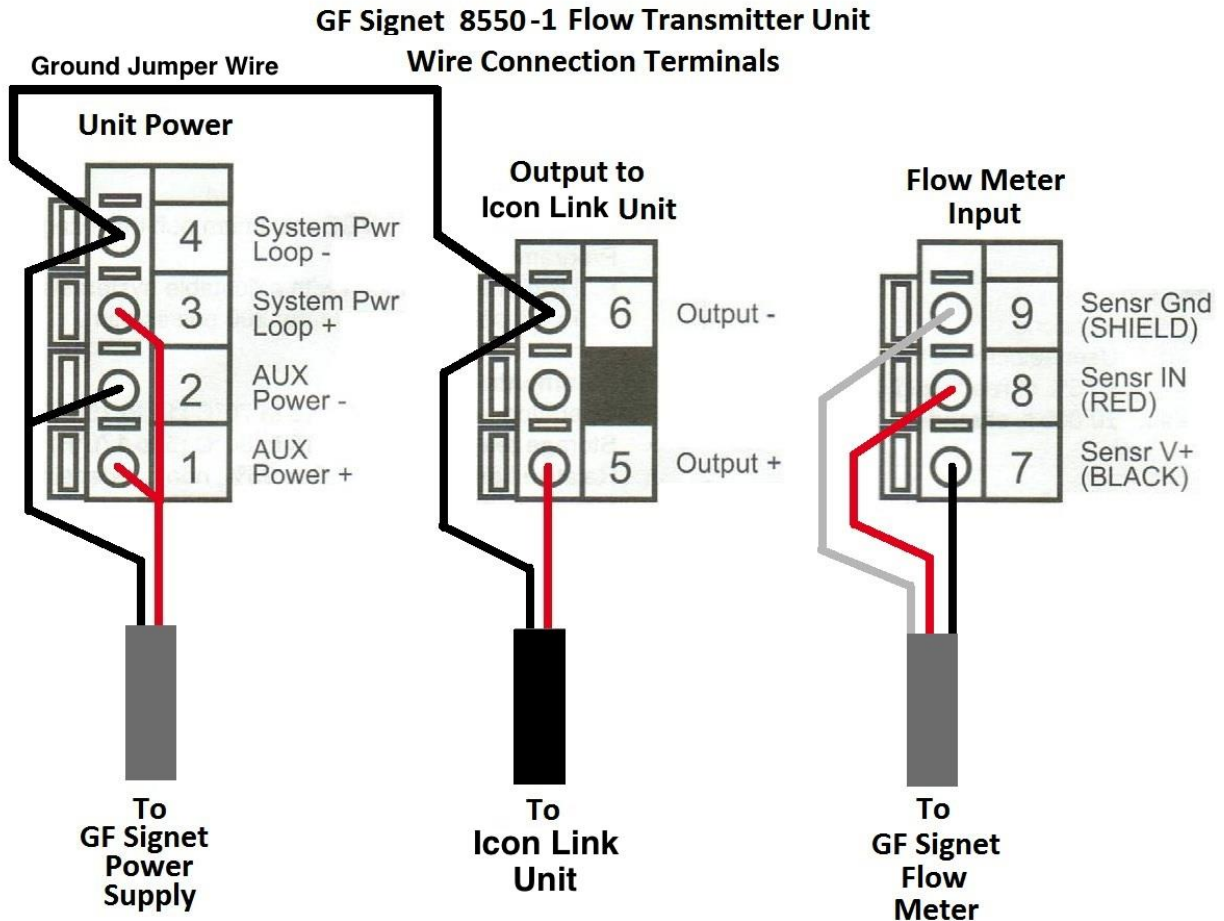 GF Signet 8550-1 Flow Transmitter Unit
Wire Connection Terminals
Ground Jumper Wire
Unit Power
4 System Pwr
Loop -
3 System Pwr
Loop +
2 AUX
Power -
1 AUX
Power +
To
GF Signet
Power
Supply
Output to
Icon Link Unit
6 Output -
5 Output +
To
Icon Link
Unit
Flow Meter
Input
9 Sensr Gnd
(SHIELD)
8 Sensr IN
(RED)
7 Sensr V+
(BLACK)
To
GF Signet
Flow
Meter